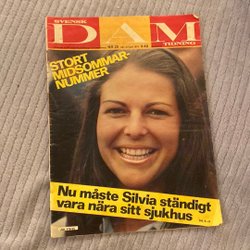 SVENSK
DAM
TIDNING
STORT
MIDSOMMAR-
NUMMER
Nu måste Silvia ständigt
vara nära sitt sjukhus